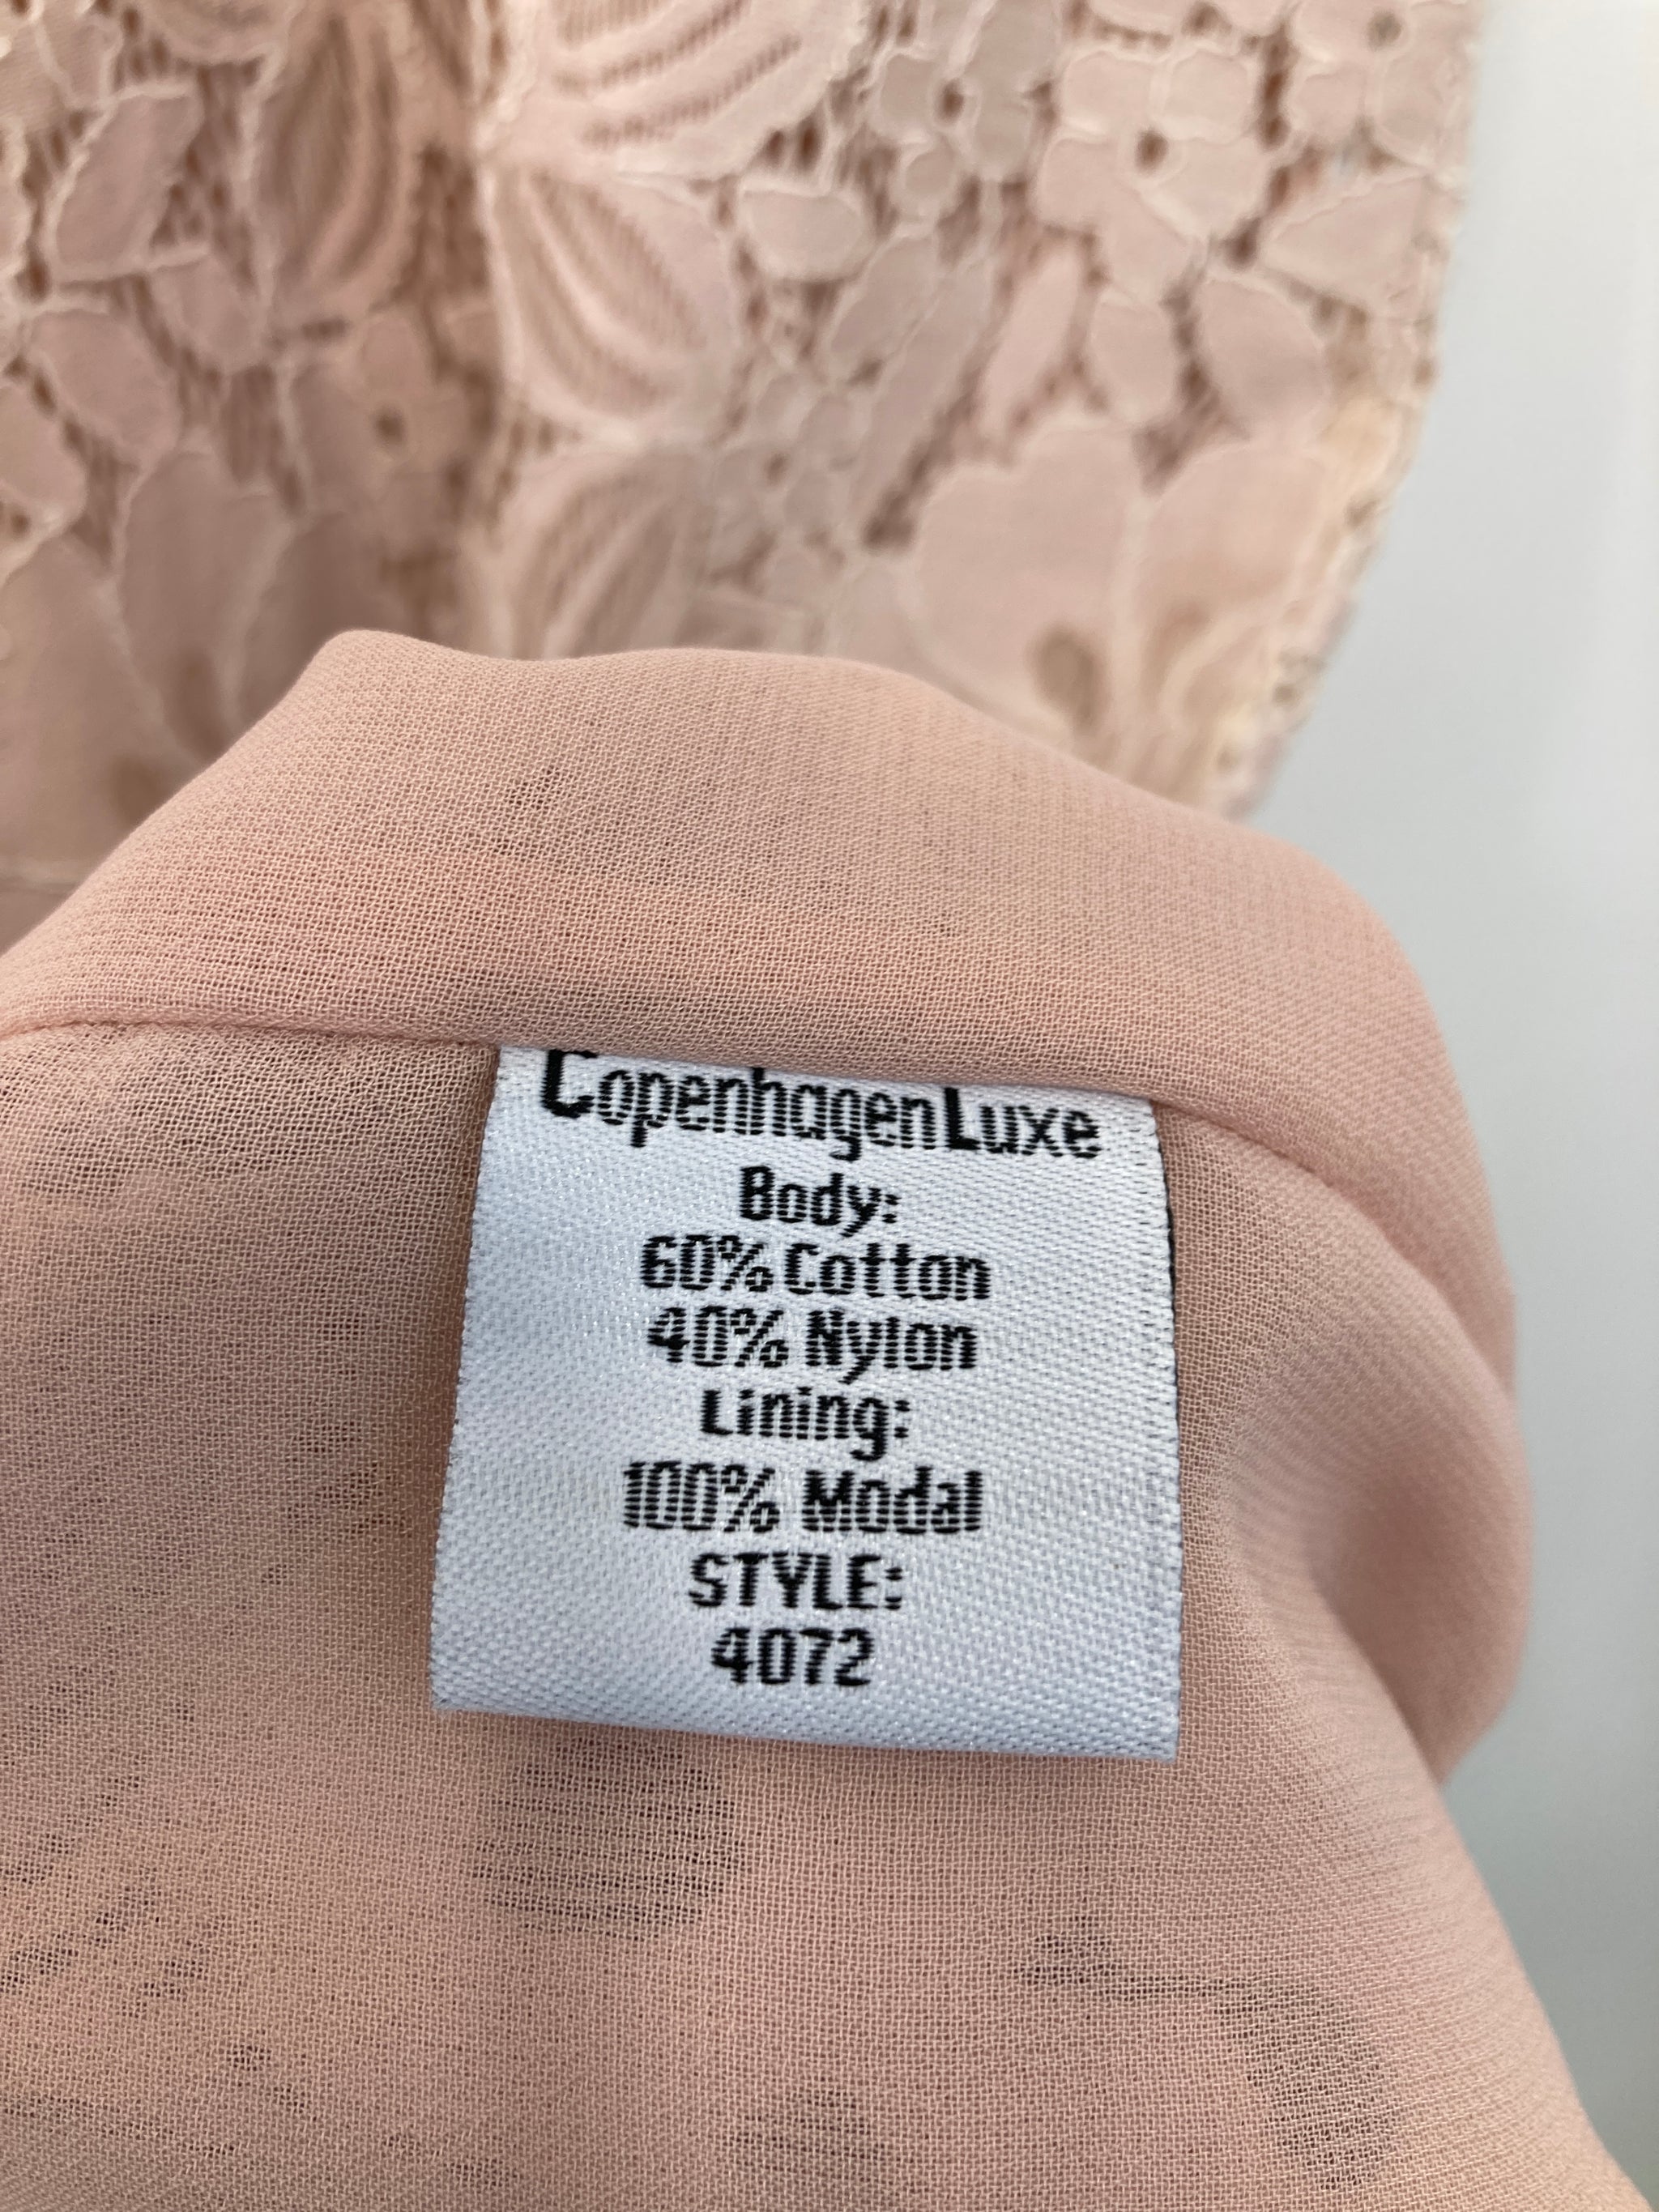 CopenhagenLuxe
Body:
60% Cotton
40% Nylon
Lining:
100% Modal
STYLE:
4072